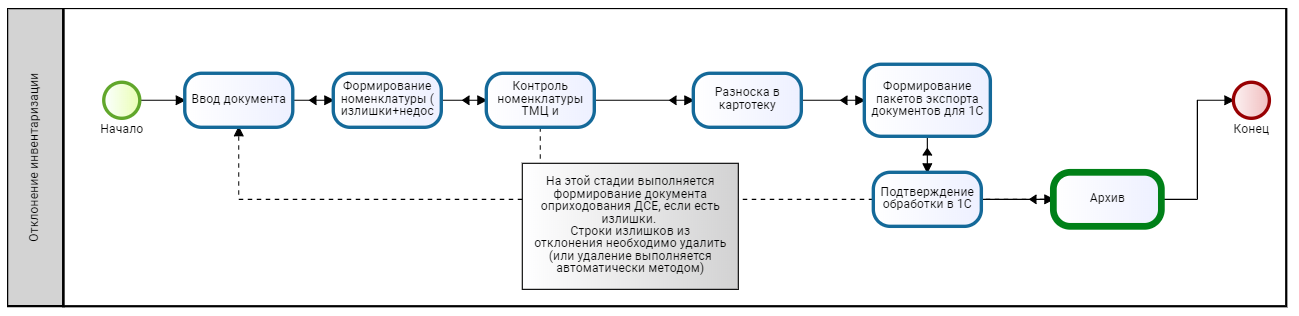 Отклонение инвентаризации
Начало
Ввод документа
Формирование
номенклатуры (
излишки+недос
Контроль
номенклатуры
ТМЦ и
Разноска в
картотеку
Формирование
пакетов экспорта
документов для 1С
Конец
Подтверждение
обработки в 1С
Архив
На этой стадии выполняется
формирование документа
оприходования ДСЕ, если есть
излишки.
Строки излишков из
отклонения необходимо удалить
(или удаление выполняется
автоматически методом)